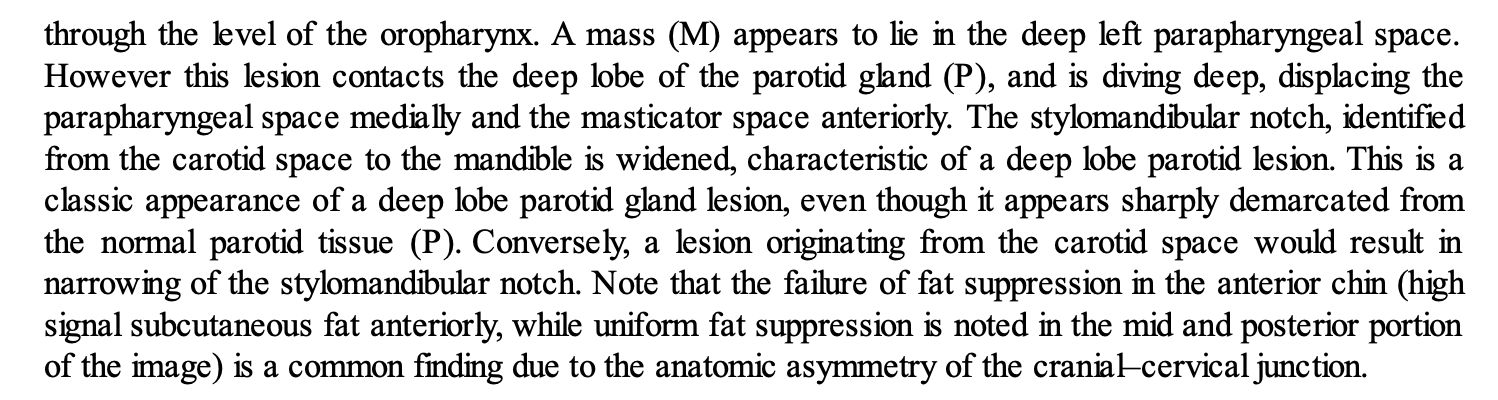 through the level of the oropharynx. A mass (M) appears to lie in the deep left parapharyngeal space.
However this lesion contacts the deep lobe of the parotid gland (P), and is diving deep, displacing the
parapharyngeal space medially and the masticator space anteriorly. The stylomandibular notch, identified
from the carotid space to the mandible is widened, characteristic of a deep lobe parotid lesion. This is a
classic appearance of a deep lobe parotid gland lesion, even though it appears sharply demarcated from
the normal parotid tissue (P). Conversely, a lesion originating from the carotid space would result in
narrowing of the stylomandibular notch. Note that the failure of fat suppression in the anterior chin (high
signal subcutaneous fat anteriorly, while uniform fat suppression is noted in the mid and posterior portion
of the image) is a common finding due to the anatomic asymmetry of the cranial–cervical junction.